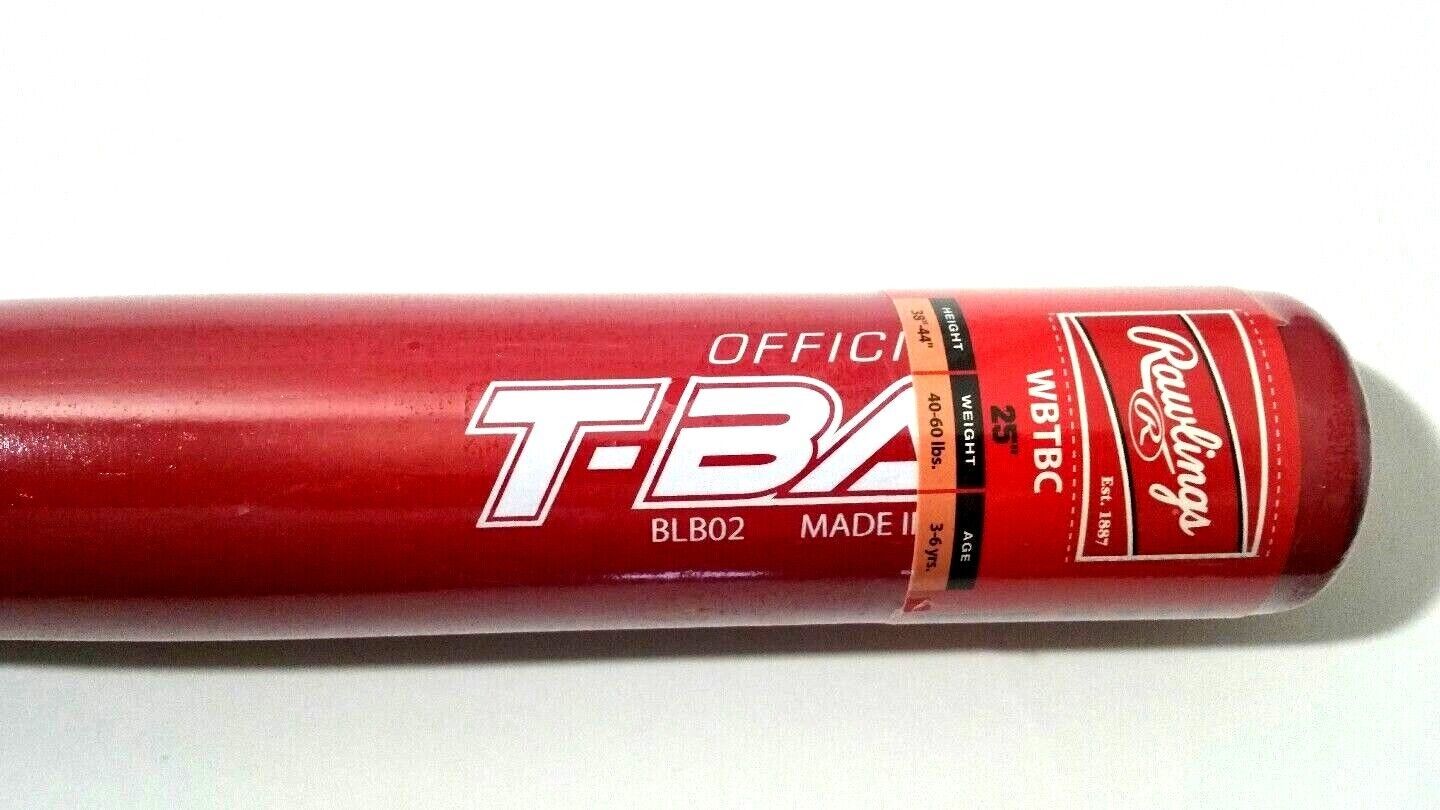 OFFICI
T-BA
BLB02 MADE I
HEIGHT
38"-44"
WEIGHT
40-60 lbs.
AGE
3-6 yrs.
25"
WBTBC
Rawlings
R
Est. 1887